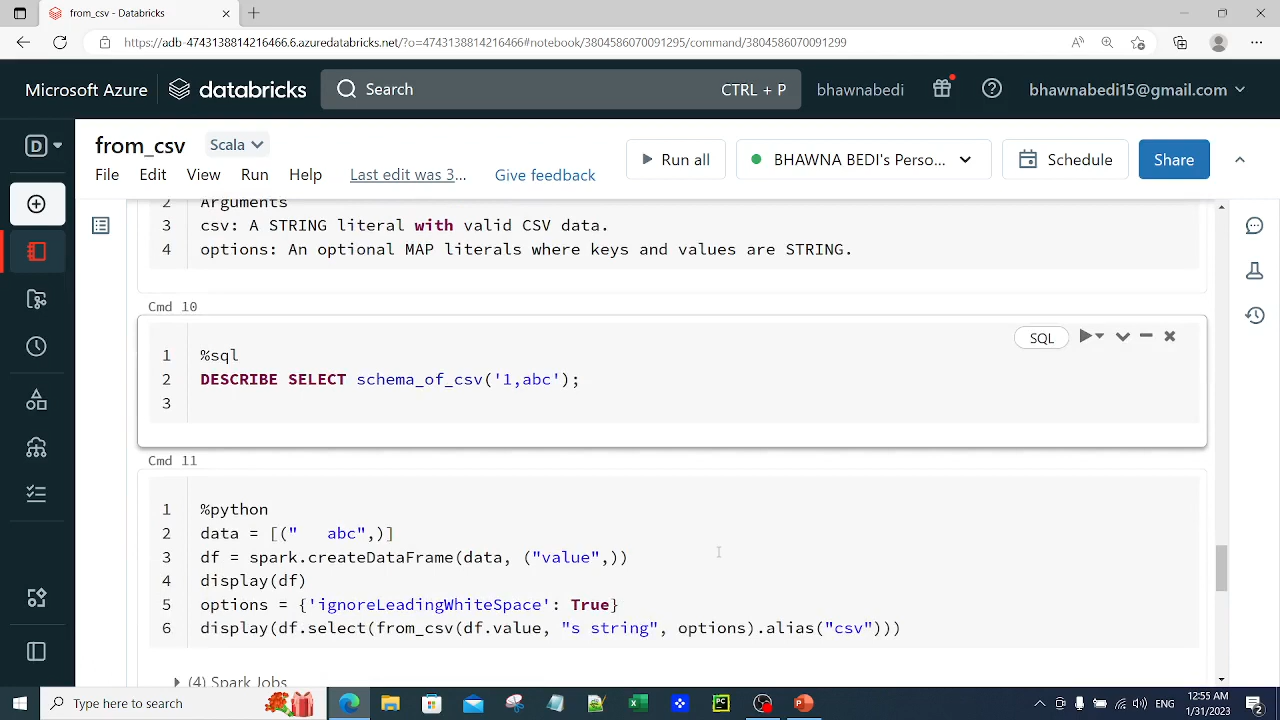 from_csv - Databricks
https://adb-4743138814216466.6.azuredatabricks.net/?o=4743138814216466#notebook/3804586070091295/command/3804586070091299
Microsoft Azure
databricks
Search
CTRL + P
bhawnabedi
bhawnabedi15@gmail.com
D
from_csv
Scala
Run all
BHAWNA BEDI's Perso...
Schedule
Share
File
Edit
View
Run
Help
Last edit was 3...
Give feedback
2 Arguments
3 csv: A STRING literal with valid CSV data.
4 options: An optional MAP literals where keys and values are STRING.
Cmd 10
SQL
1 %sql
2 DESCRIBE SELECT schema_of_csv('1,abc');
3
Cmd 11
1 %python
2 data = [("   abc",)]
3 df = spark.createDataFrame(data, ("value",))
4 display(df)
5 options = {'ignoreLeadingWhiteSpace': True}
6 display(df.select(from_csv(df.value, "s string", options).alias("csv")))
(4) Spark Jobs
Type here to search
PC
12:55 AM
1/31/2023
2